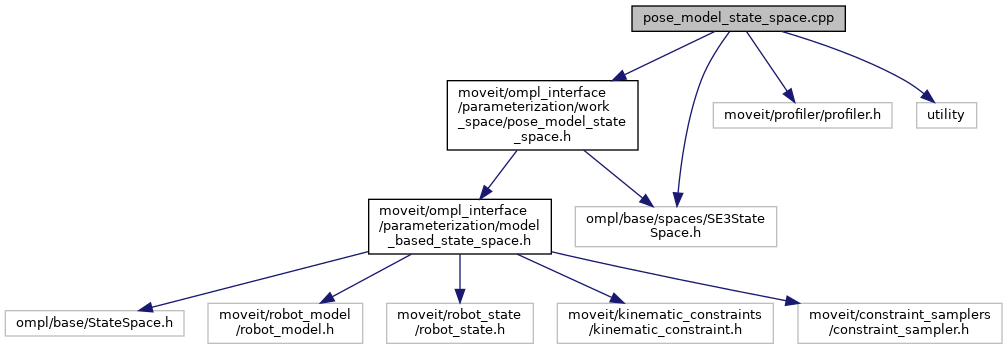 pose_model_state_space.cpp
moveit/ompl_interface
/parameterization/work
_space/pose_model_state
_space.h
moveit/profiler/profiler.h
utility
moveit/ompl_interface
/parameterization/model
_based_state_space.h
ompl/base/spaces/SE3State
Space.h
ompl/base/StateSpace.h
moveit/robot_model
/robot_model.h
moveit/robot_state
/robot_state.h
moveit/kinematic_constraints
/kinematic_constraint.h
moveit/constraint_samplers
/constraint_sampler.h